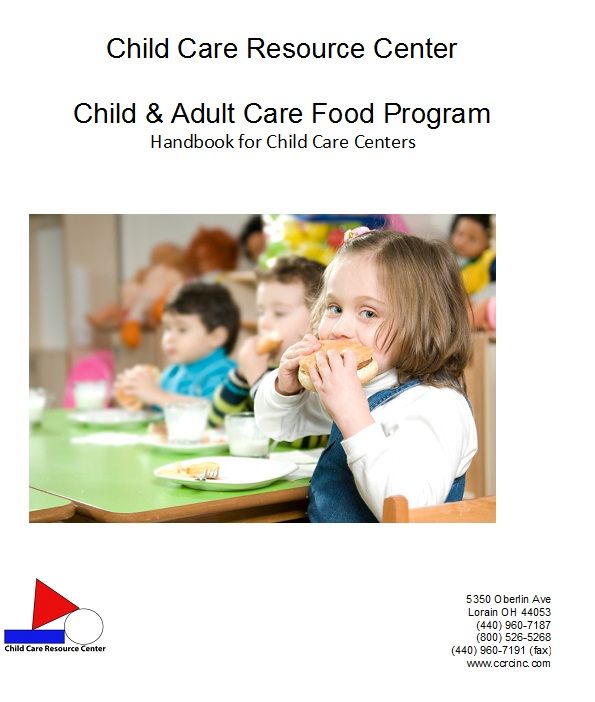 Child Care Resource Center
Child & Adult Care Food Program
Handbook for Child Care Centers
Child Care Resource Center
5350 Oberlin Ave
Lorain OH 44053
(440) 960-7187
(800) 526-5268
(440) 960-7191 (fax)
www.ccrcinc.com